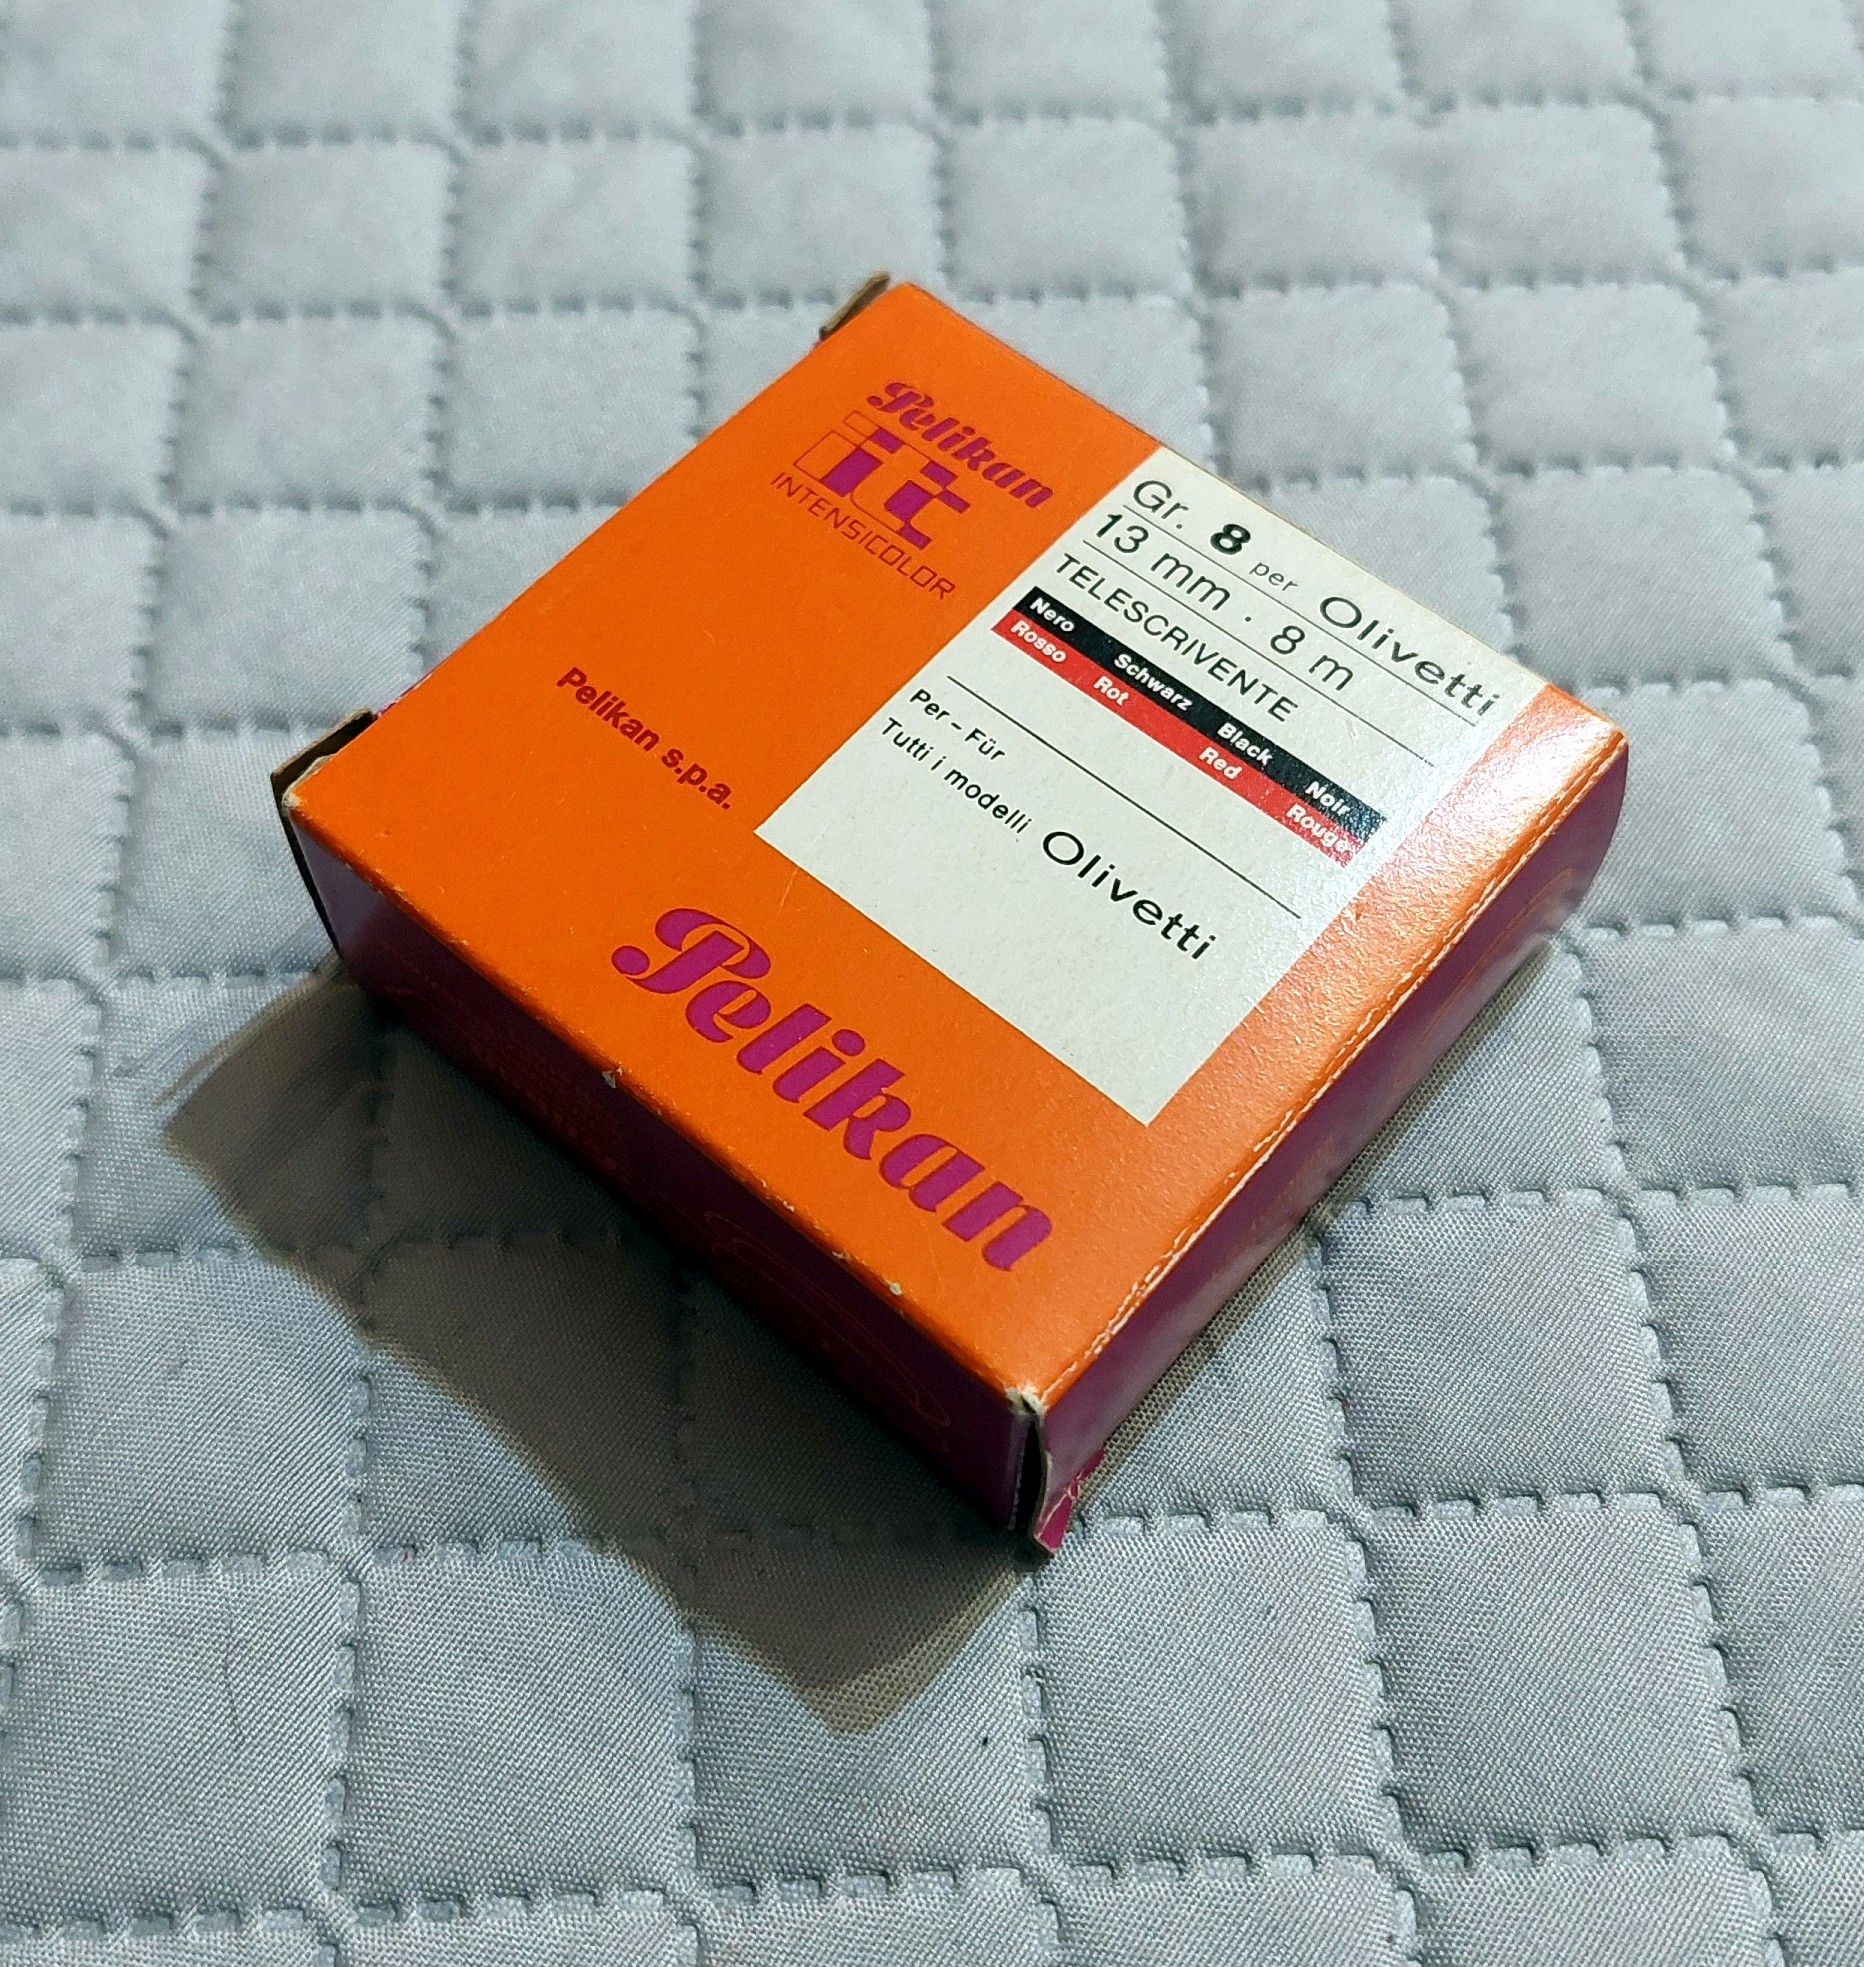 Pelikan
ic
INTENSICOLOR
Pelikan s.p.a.
Pelikan
Gr. 8 per Olivetti
13 mm · 8 m
TELESCRIVENTE
Nero Schwarz Black Noir
Rosso Rot Red Rouge
Per – Für
Tutti i modelli Olivetti